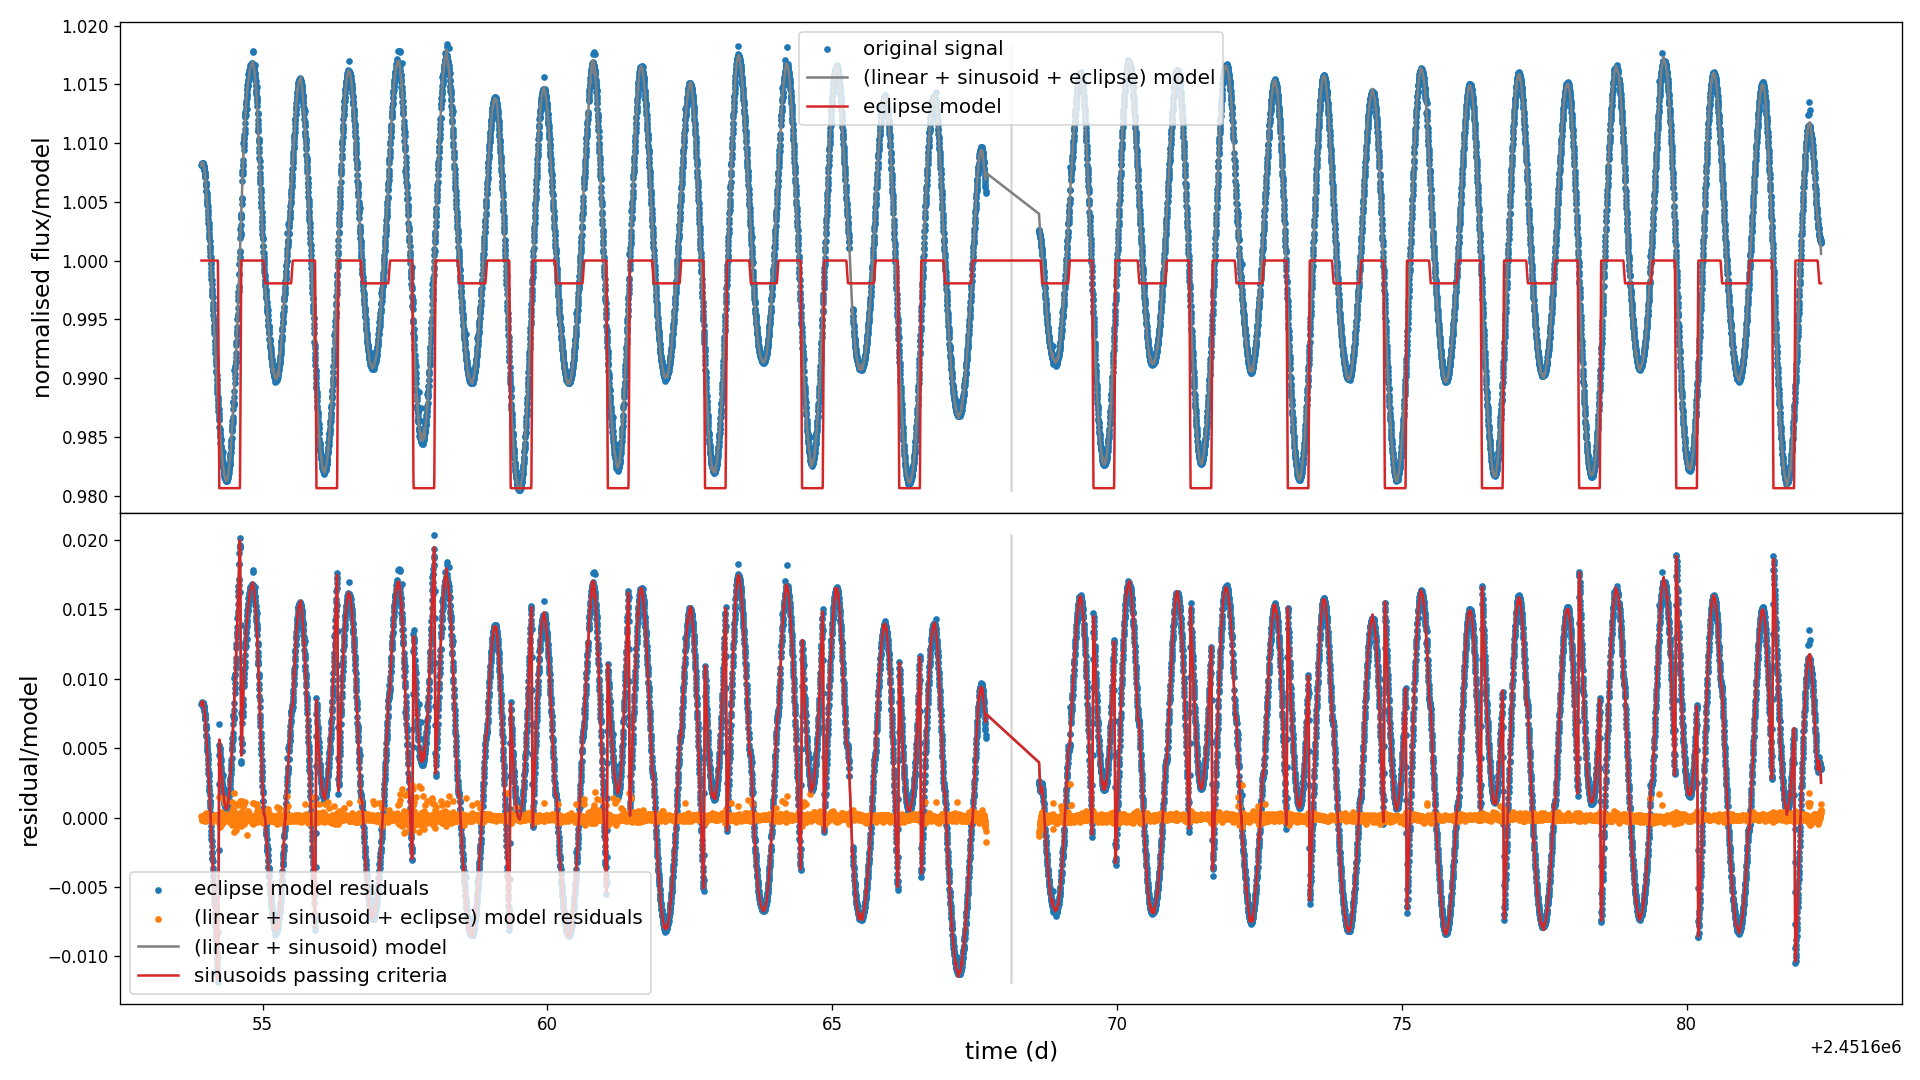 1.020
1.015
1.010
1.005
1.000
0.995
0.990
0.985
0.980
normalised flux/model
original signal
(linear + sinusoid + eclipse) model
eclipse model
0.020
0.015
0.010
0.005
0.000
−0.005
−0.010
residual/model
eclipse model residuals
(linear + sinusoid + eclipse) model residuals
(linear + sinusoid) model
sinusoids passing criteria
55 60 65 70 75 80
time (d)
+2.4516e6